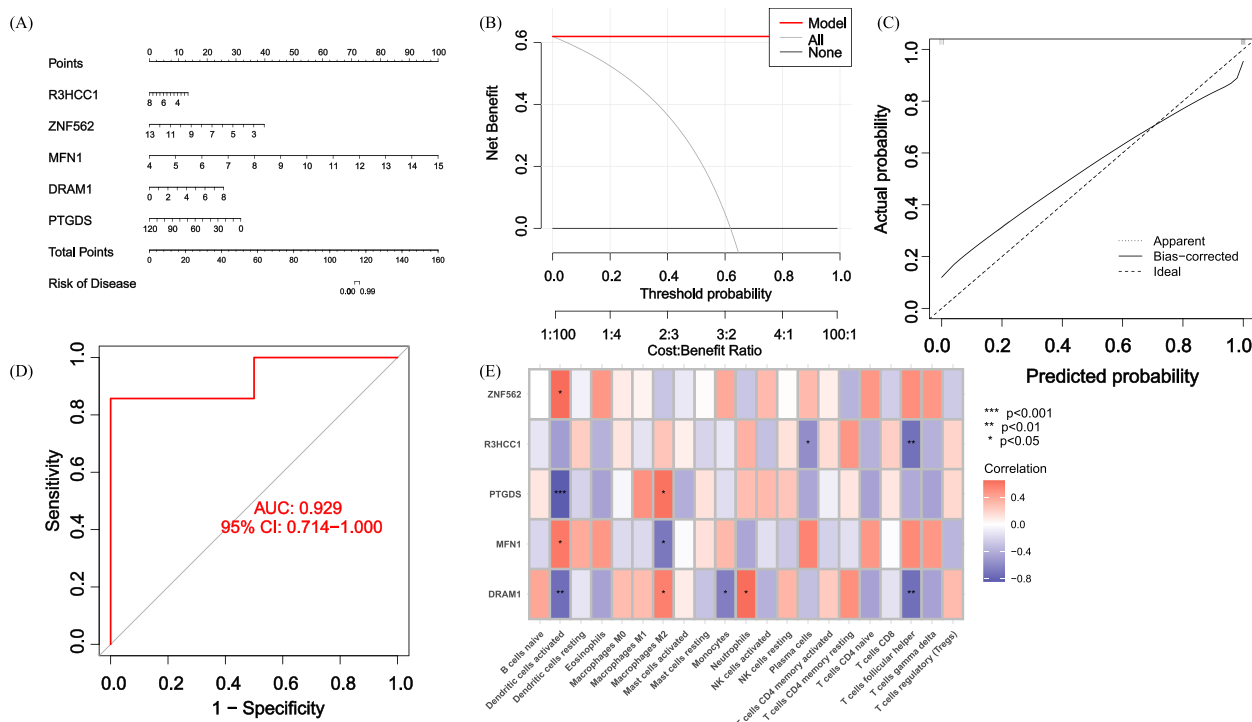 (A)
Points
0 10 20 30 40 50 60 70 80 90 100
R3HCC1
8 6 4
ZNF562
13 11 9 7 5 3
MFN1
4 5 6 7 8 9 10 11 12 13 14 15
DRAM1
0 2 4 6 8
PTGDS
120 90 60 30 0
Total Points
0 20 40 60 80 100 120 140 160
Risk of Disease
0.99
(B)
Model
All
None
Net Benefit
0.6
0.4
0.2
0.0
0.0 0.2 0.4 0.6 0.8 1.0
Threshold probability
1:100 1:4 2:3 3:2 4:1 100:1
Cost:Benefit Ratio
(C)
Actual probability
1.0
0.8
0.6
0.4
0.2
0.0
Apparent
Bias-corrected
Ideal
0.0 0.2 0.4 0.6 0.8 1.0
Predicted probability
(D)
Sensitivity
1.0
0.8
0.6
0.4
0.2
0.0
AUC: 0.929
95% CI: 0.714-1.000
0.0 0.2 0.4 0.6 0.8 1.0
1 - Specificity
(E)
ZNF562
*
R3HCC1
* **
PTGDS
*** *
MFN1
* *
DRAM1
** * * * **
B cells naive
Dendritic cells activated
Dendritic cells resting
Eosinophils
Macrophages M0
Macrophages M1
Macrophages M2
Mast cells activated
Mast cells resting
Monocytes
Neutrophils
NK cells activated
NK cells resting
Plasma cells
T cells CD4 memory activated
T cells CD4 memory resting
T cells CD4 naive
T cells CD8
T cells follicular helper
T cells gamma delta
T cells regulatory (Tregs)
*** p<0.001
** p<0.01
* p<0.05
Correlation
0.4
0.0
-0.4
-0.8